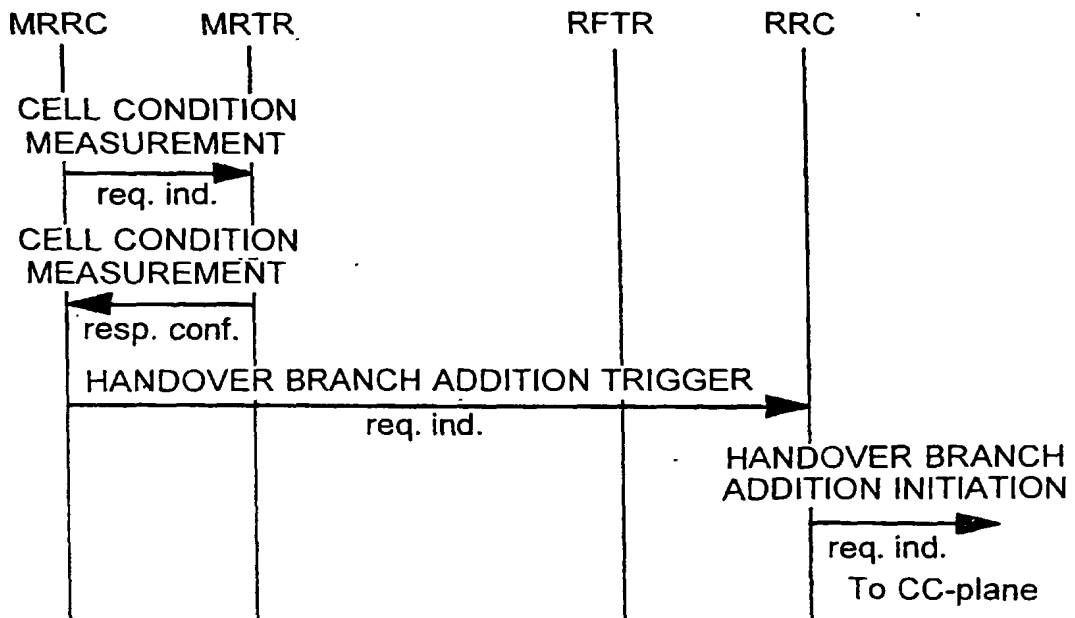 MRRC MRTR RFTR RRC
CELL CONDITION
MEASUREMENT
req. ind.
CELL CONDITION
MEASUREMENT
resp. conf.
HANDOVER BRANCH ADDITION TRIGGER
req. ind.
HANDOVER BRANCH
ADDITION INITIATION
req. ind.
To CC-plane